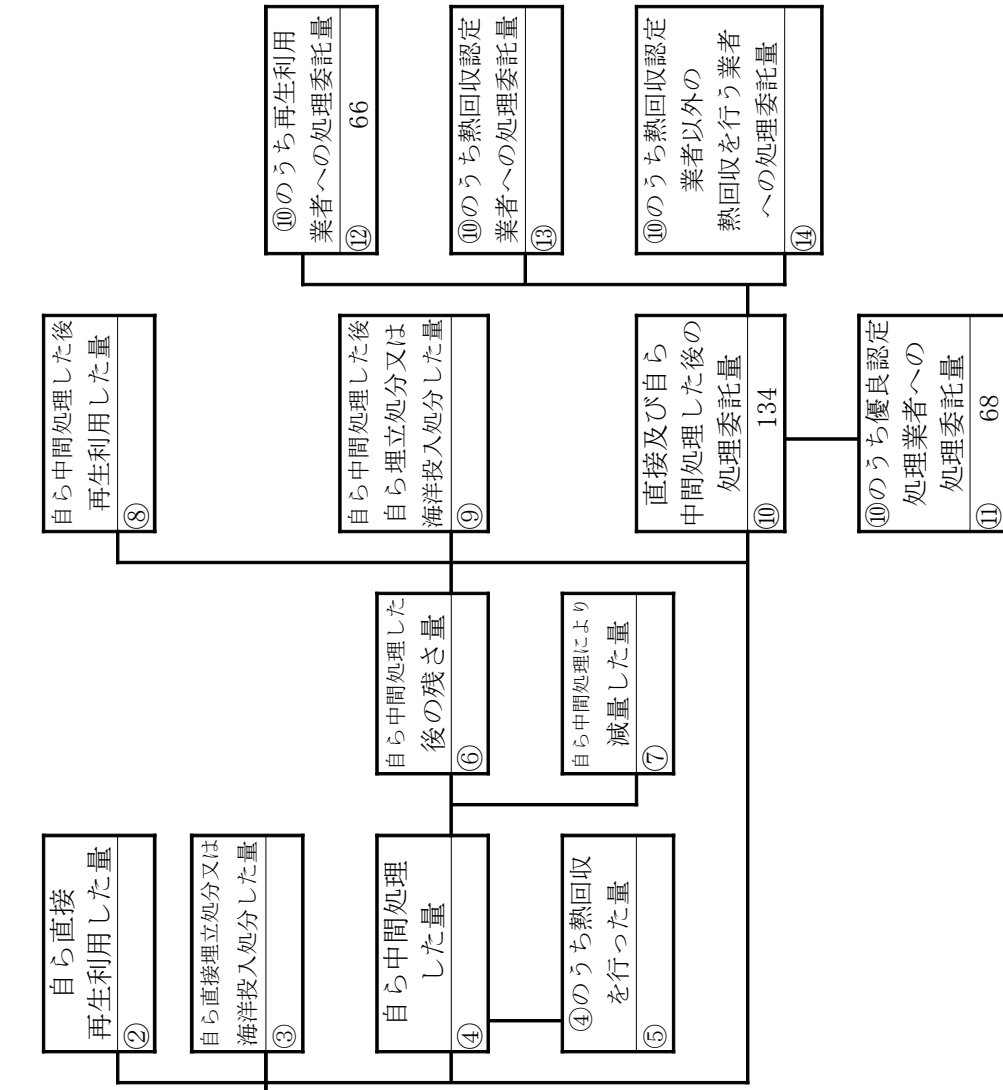 自ら直接
再生利用した量
②
自ら直接埋立処分又は
海洋投入処分した量
③
自ら中間処理
した量
④
④のうち熱回収
を行った量
⑤
自ら中間処理した
後の残さ量
⑥
自ら中間処理により
減量した量
⑦
自ら中間処理した後
再生利用した量
⑧
自ら中間処理した後
自ら埋立処分又は
海洋投入処分した量
⑨
直接及び自ら
中間処理した後の
処理委託量
⑩ 134
⑩のうち優良認定
処理業者への
処理委託量
⑪ 68
⑩のうち再生利用
業者への処理委託量
⑫ 66
⑩のうち熱回収認定
業者への処理委託量
⑬
⑩のうち熱回収認定
業者以外の
熱回収を行う業者
への処理委託量
⑭